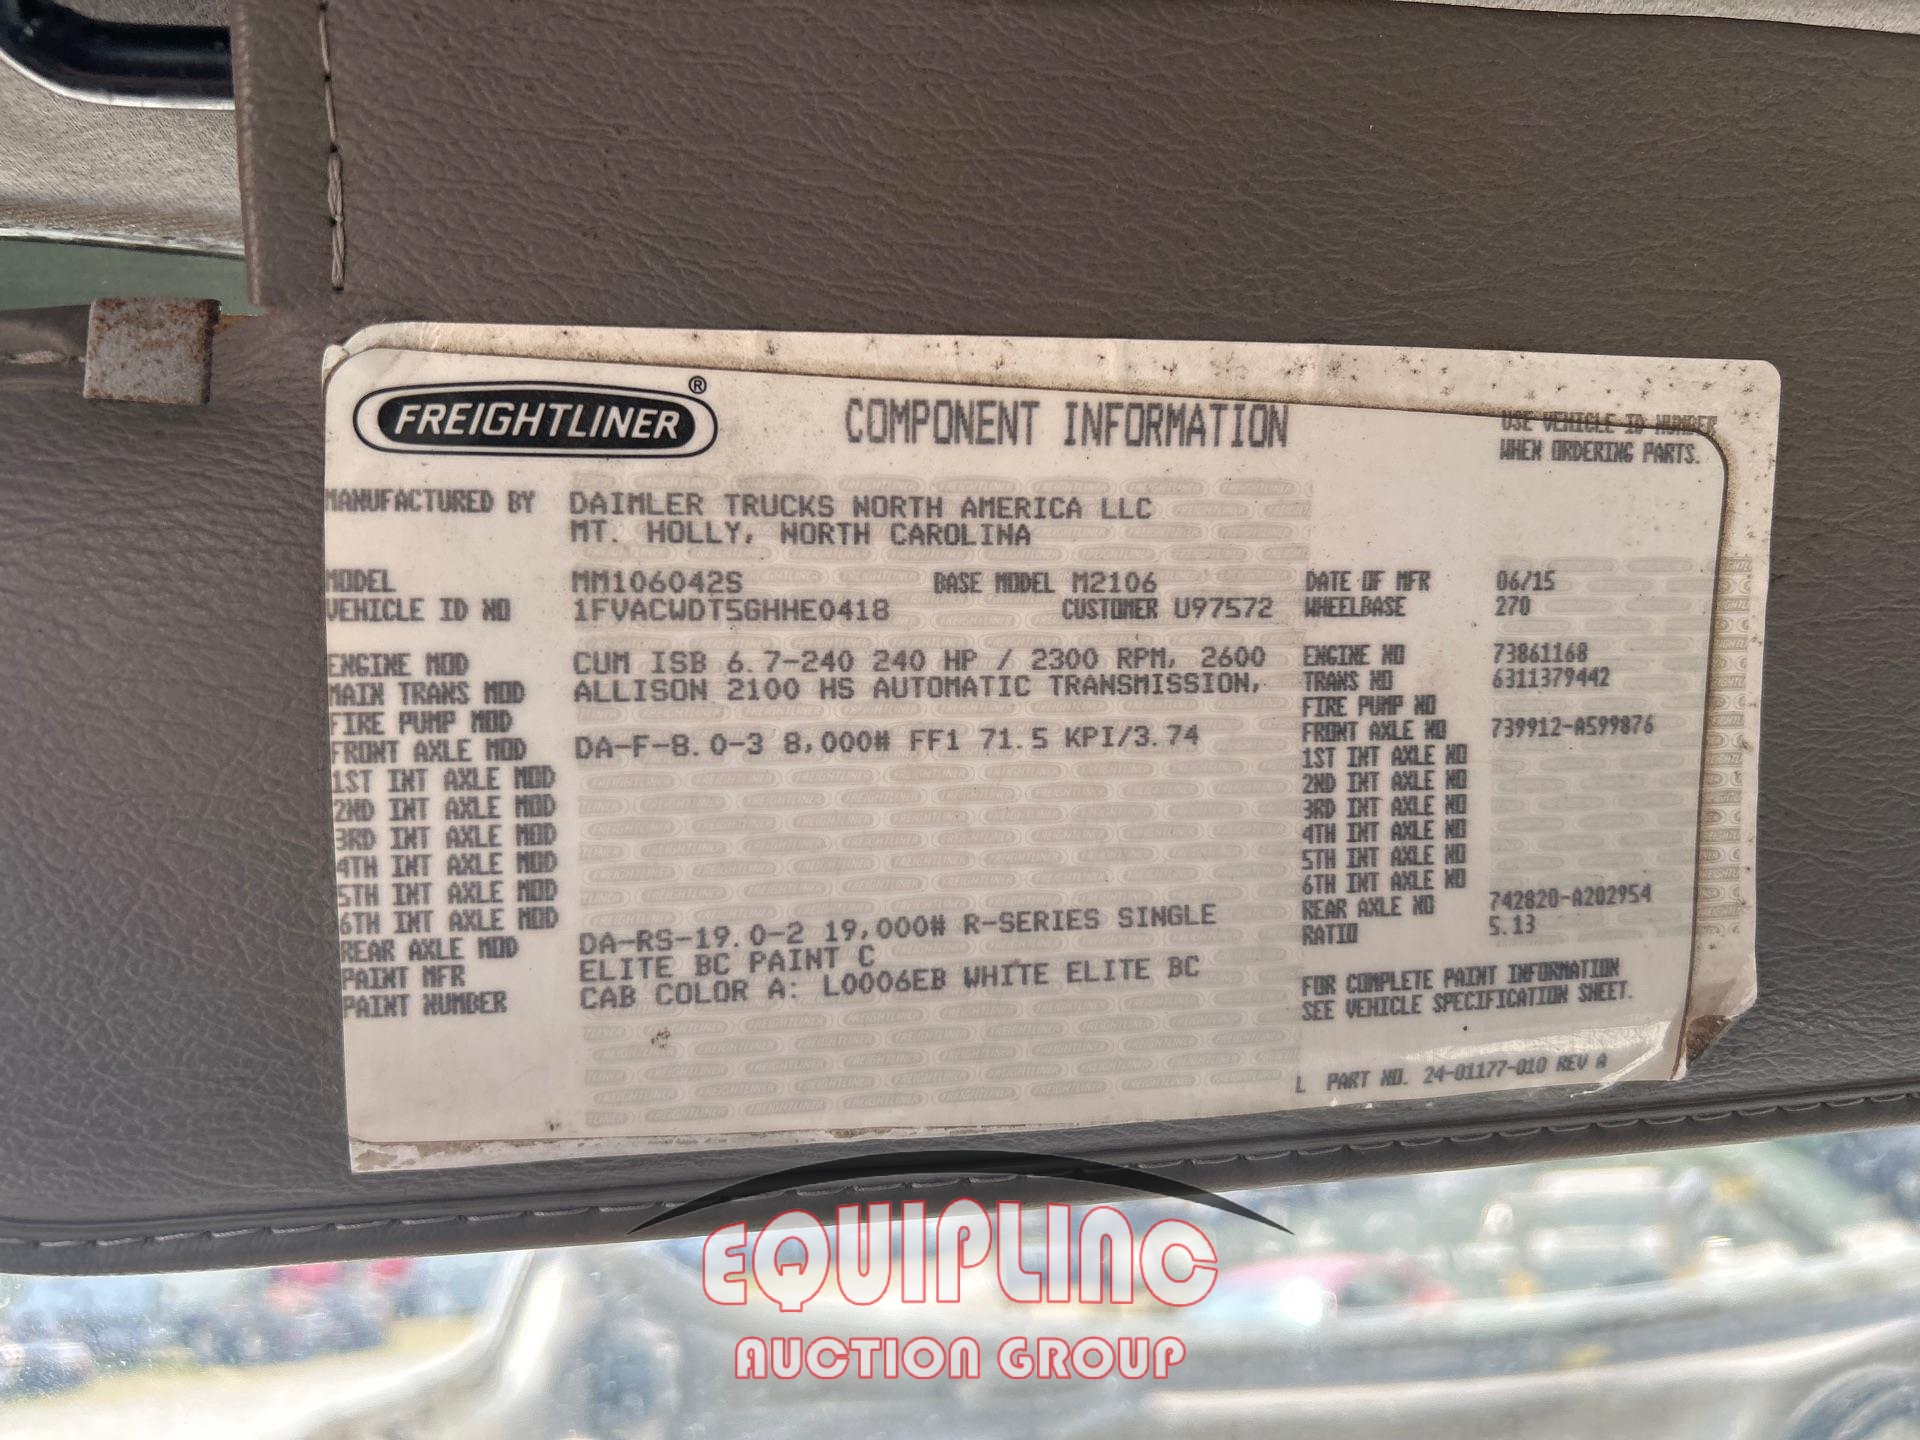 FREIGHTLINER®
COMPONENT INFORMATION
USE VEHICLE ID NUMBER
WHEN ORDERING PARTS.
MANUFACTURED BY DAIMLER TRUCKS NORTH AMERICA LLC
MT. HOLLY, NORTH CAROLINA
MODEL MM106042S BASE MODEL M2106 DATE OF MFR 06/15
VEHICLE ID NO 1FVACWDT5GHHE0418 CUSTOMER U97572 WHEELBASE 270
ENGINE MOD CUM ISB 6.7-240 240 HP / 2300 RPM, 2600 ENGINE NO 73861168
MAIN TRANS MOD ALLISON 2100 HS AUTOMATIC TRANSMISSION, TRANS NO 6311379442
FIRE PUMP MOD FIRE PUMP NO
FRONT AXLE MOD DA-F-8.0-3 8,000# FF1 71.5 KPI/3.74 FRONT AXLE NO 739912-A599876
1ST INT AXLE MOD 1ST INT AXLE NO
2ND INT AXLE MOD 2ND INT AXLE NO
3RD INT AXLE MOD 3RD INT AXLE NO
4TH INT AXLE MOD 4TH INT AXLE NO
5TH INT AXLE MOD 5TH INT AXLE NO
6TH INT AXLE MOD 6TH INT AXLE NO
REAR AXLE MOD DA-RS-19.0-2 19,000# R-SERIES SINGLE REAR AXLE NO 742820-A202954
RATIO 5.13
PAINT MFR ELITE BC PAINT C
PAINT NUMBER CAB COLOR A: L0006EB WHITE ELITE BC
FOR COMPLETE PAINT INFORMATION
SEE VEHICLE SPECIFICATION SHEET.
L PART NO. 24-01177-010 REV A
EQUIPLINC
AUCTION GROUP